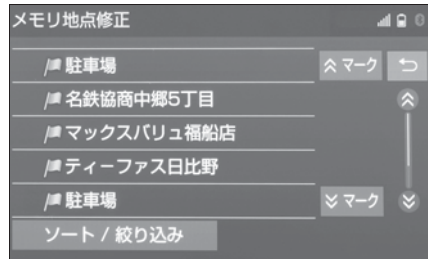 メモリ地点修正 0
駐車場 マーク
名鉄協商中郷5丁目
マックスバリュ福船店
ティーファス日比野
駐車場 マーク
ソート / 絞り込み